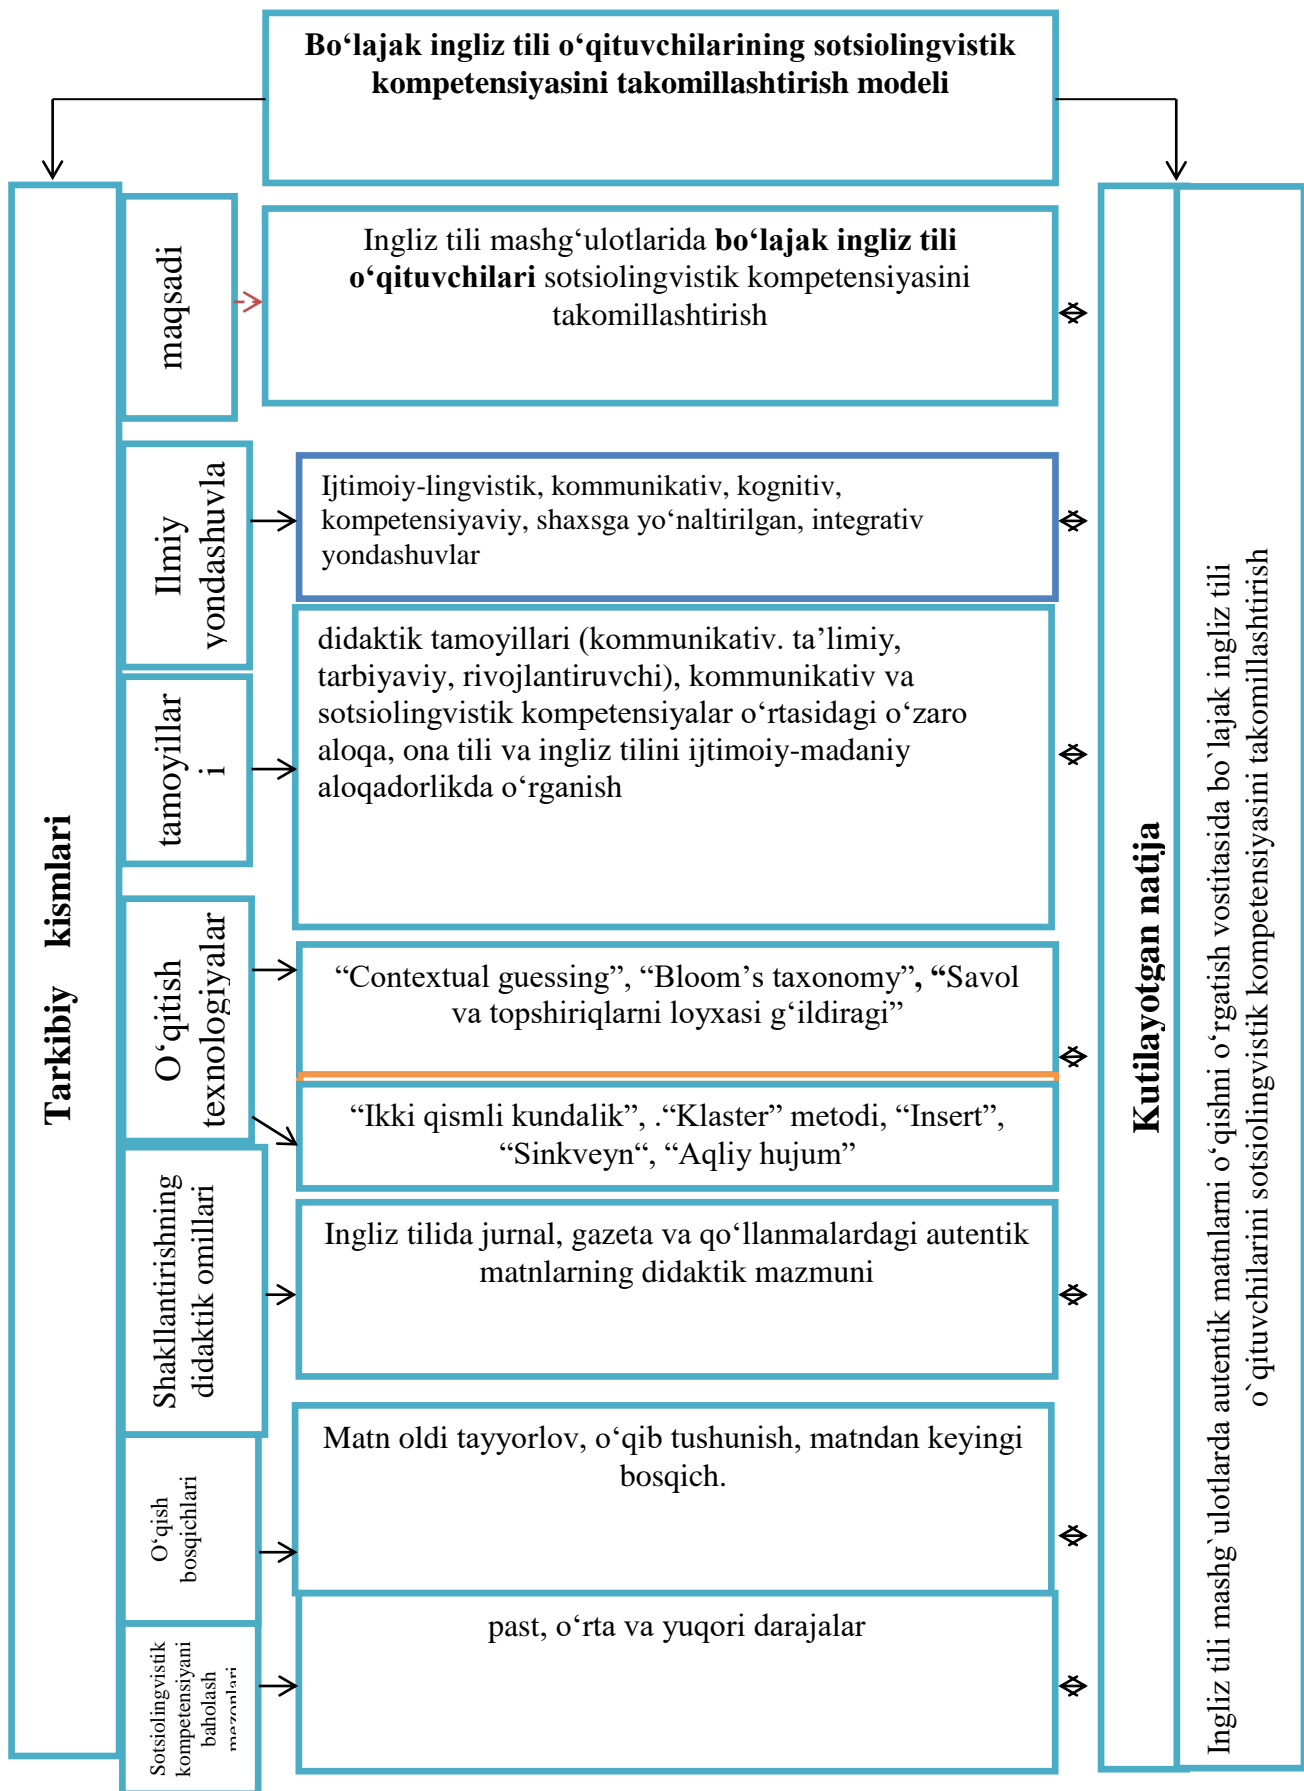 Bo‘lajak ingliz tili o‘qituvchilarining sotsiolingvistik
kompetensiyasini takomillashtirish modeli
Tarkibiy kismlari
maqsadi
Ingliz tili mashg‘ulotlarida bo‘lajak ingliz tili
o‘qituvchilari sotsiolingvistik kompetensiyasini
takomillashtirish
Ilmiy
yondashuvla
Ijtimoiy-lingvistik, kommunikativ, kognitiv,
kompetensiyaviy, shaxsga yo‘naltirilgan, integrativ
yondashuvlar
tamoyillar
i
didaktik tamoyillari (kommunikativ. ta’limiy,
tarbiyaviy, rivojlantiruvchi), kommunikativ va
sotsiolingvistik kompetensiyalar o‘rtasidagi o‘zaro
aloqa, ona tili va ingliz tilini ijtimoiy-madaniy
aloqadorlikda o‘rganish
O‘qitish
texnologiyalar
“Contextual guessing”, “Bloom’s taxonomy”, “Savol
va topshiriqlarni loyxasi g‘ildiragi”
“Ikki qismli kundalik”, .“Klaster” metodi, “Insert”,
“Sinkveyn“, “Aqliy hujum”
Shakllantirishning
didaktik omillari
Ingliz tilida jurnal, gazeta va qo‘llanmalardagi autentik
matnlarning didaktik mazmuni
O‘qish
bosqichlari
Matn oldi tayyorlov, o‘qib tushunish, matndan keyingi
bosqich.
Sotsiolingvistik
kompetensiyani
baholash
mezonlari
past, o‘rta va yuqori darajalar
Kutilayotgan natija
Ingliz tili mashg`ulotlarda autentik matnlarni o‘qishni o‘rgatish vostitasida bo`lajak ingliz tili
o`qituvchilarini sotsiolingvistik kompetensiyasini takomillashtirish